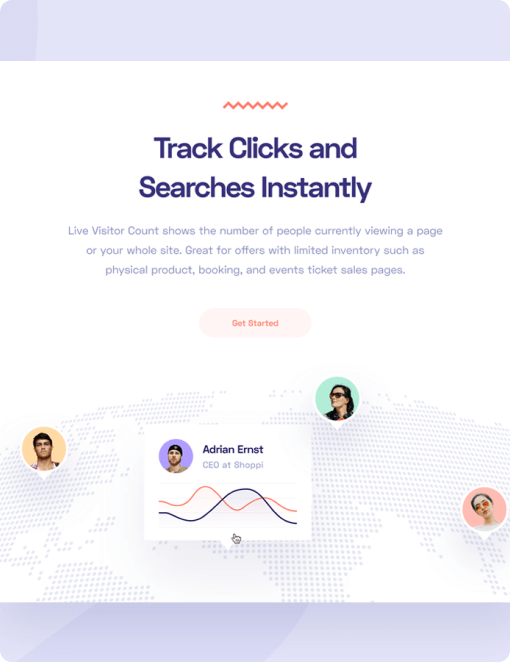 Track Clicks and
Searches Instantly
Live Visitor Count shows the number of people currently viewing a page
or your whole site. Great for offers with limited inventory such as
physical product, booking, and events ticket sales pages.
Get Started
Adrian Ernst
CEO at Shoppi